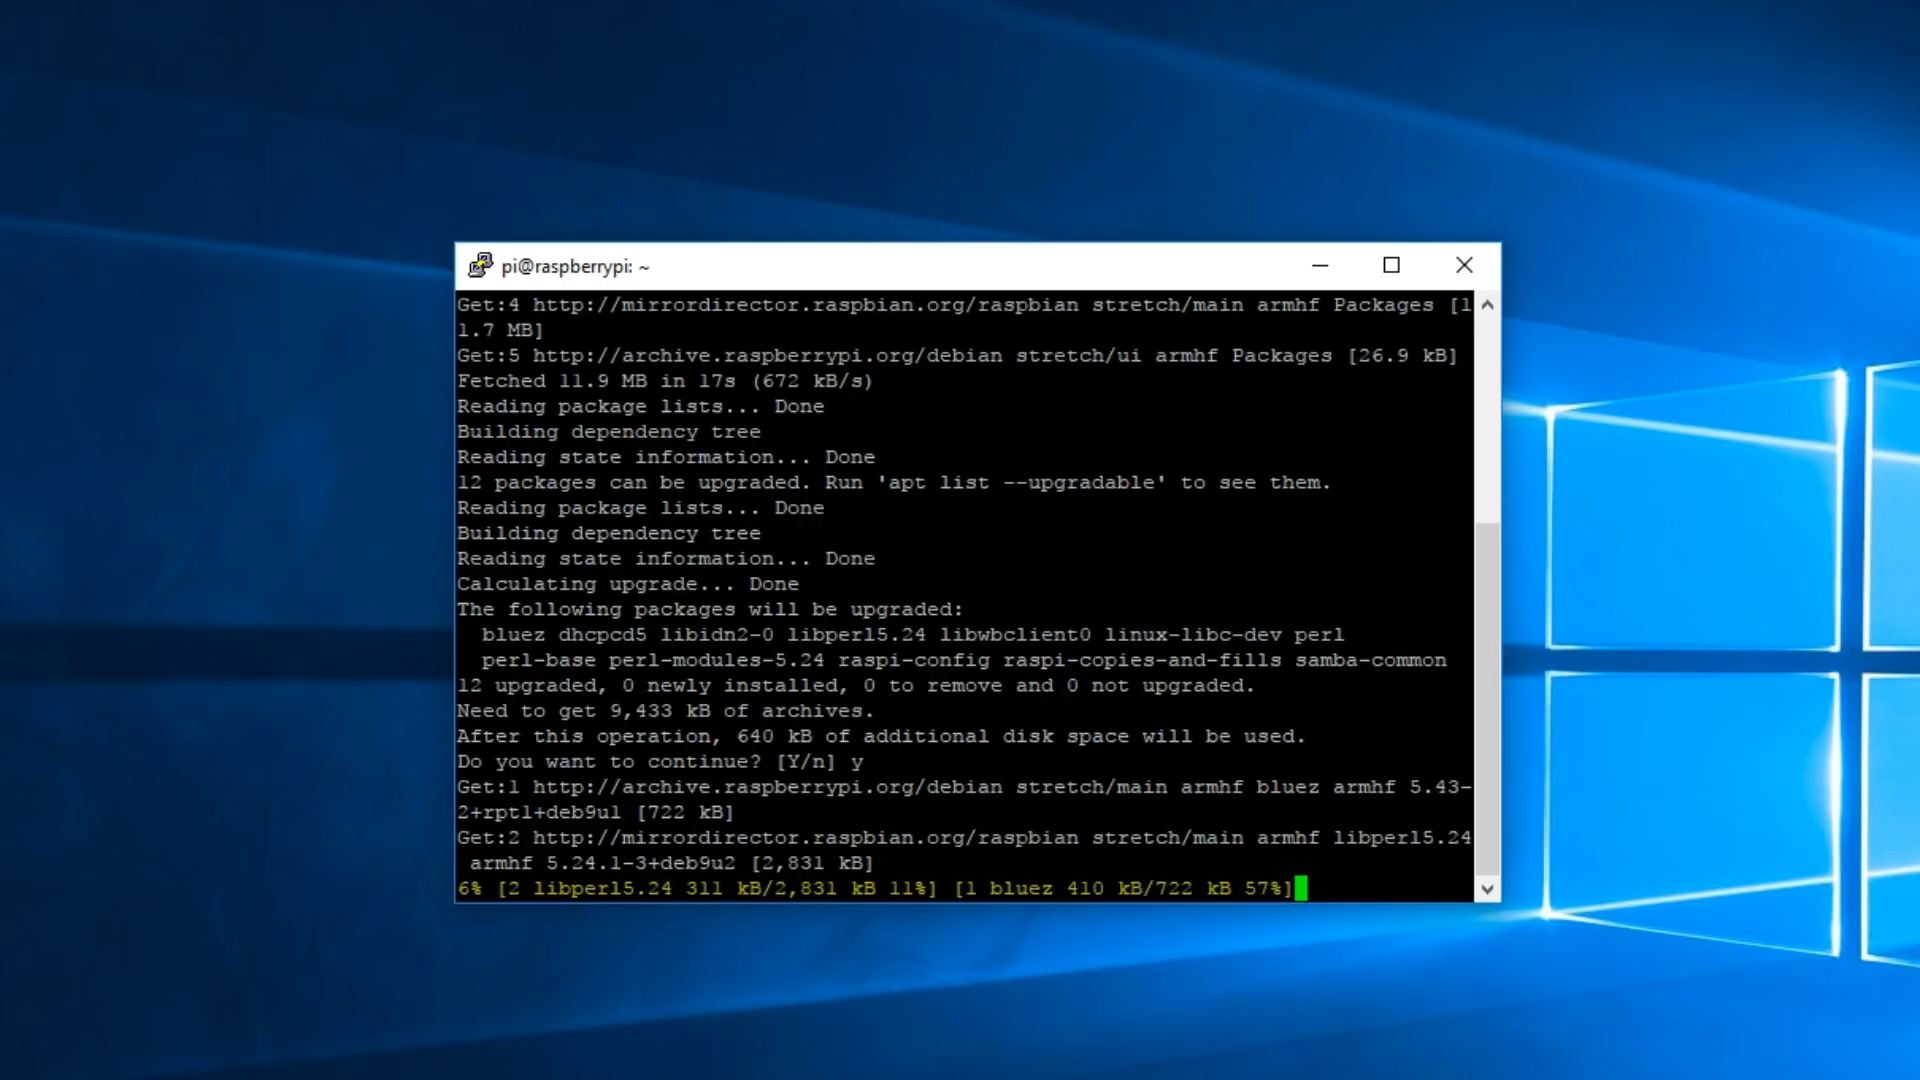 pi@raspberrypi: ~
Get:4 http://mirrordirector.raspbian.org/raspbian stretch/main armhf Packages [1
1.7 MB]
Get:5 http://archive.raspberrypi.org/debian stretch/ui armhf Packages [26.9 kB]
Fetched 11.9 MB in 17s (672 kB/s)
Reading package lists... Done
Building dependency tree
Reading state information... Done
12 packages can be upgraded. Run 'apt list --upgradable' to see them.
Reading package lists... Done
Building dependency tree
Reading state information... Done
Calculating upgrade... Done
The following packages will be upgraded:
  bluez dhcpcd5 libidn2-0 libperl5.24 libwbclient0 linux-libc-dev perl
  perl-base perl-modules-5.24 raspi-config raspi-copies-and-fills samba-common
12 upgraded, 0 newly installed, 0 to remove and 0 not upgraded.
Need to get 9,433 kB of archives.
After this operation, 640 kB of additional disk space will be used.
Do you want to continue? [Y/n] y
Get:1 http://archive.raspberrypi.org/debian stretch/main armhf bluez armhf 5.43-
2+rpt1+deb9u1 [722 kB]
Get:2 http://mirrordirector.raspbian.org/raspbian stretch/main armhf libperl5.24
 armhf 5.24.1-3+deb9u2 [2,831 kB]
6% [2 libperl5.24 311 kB/2,831 kB 11%] [1 bluez 410 kB/722 kB 57%]